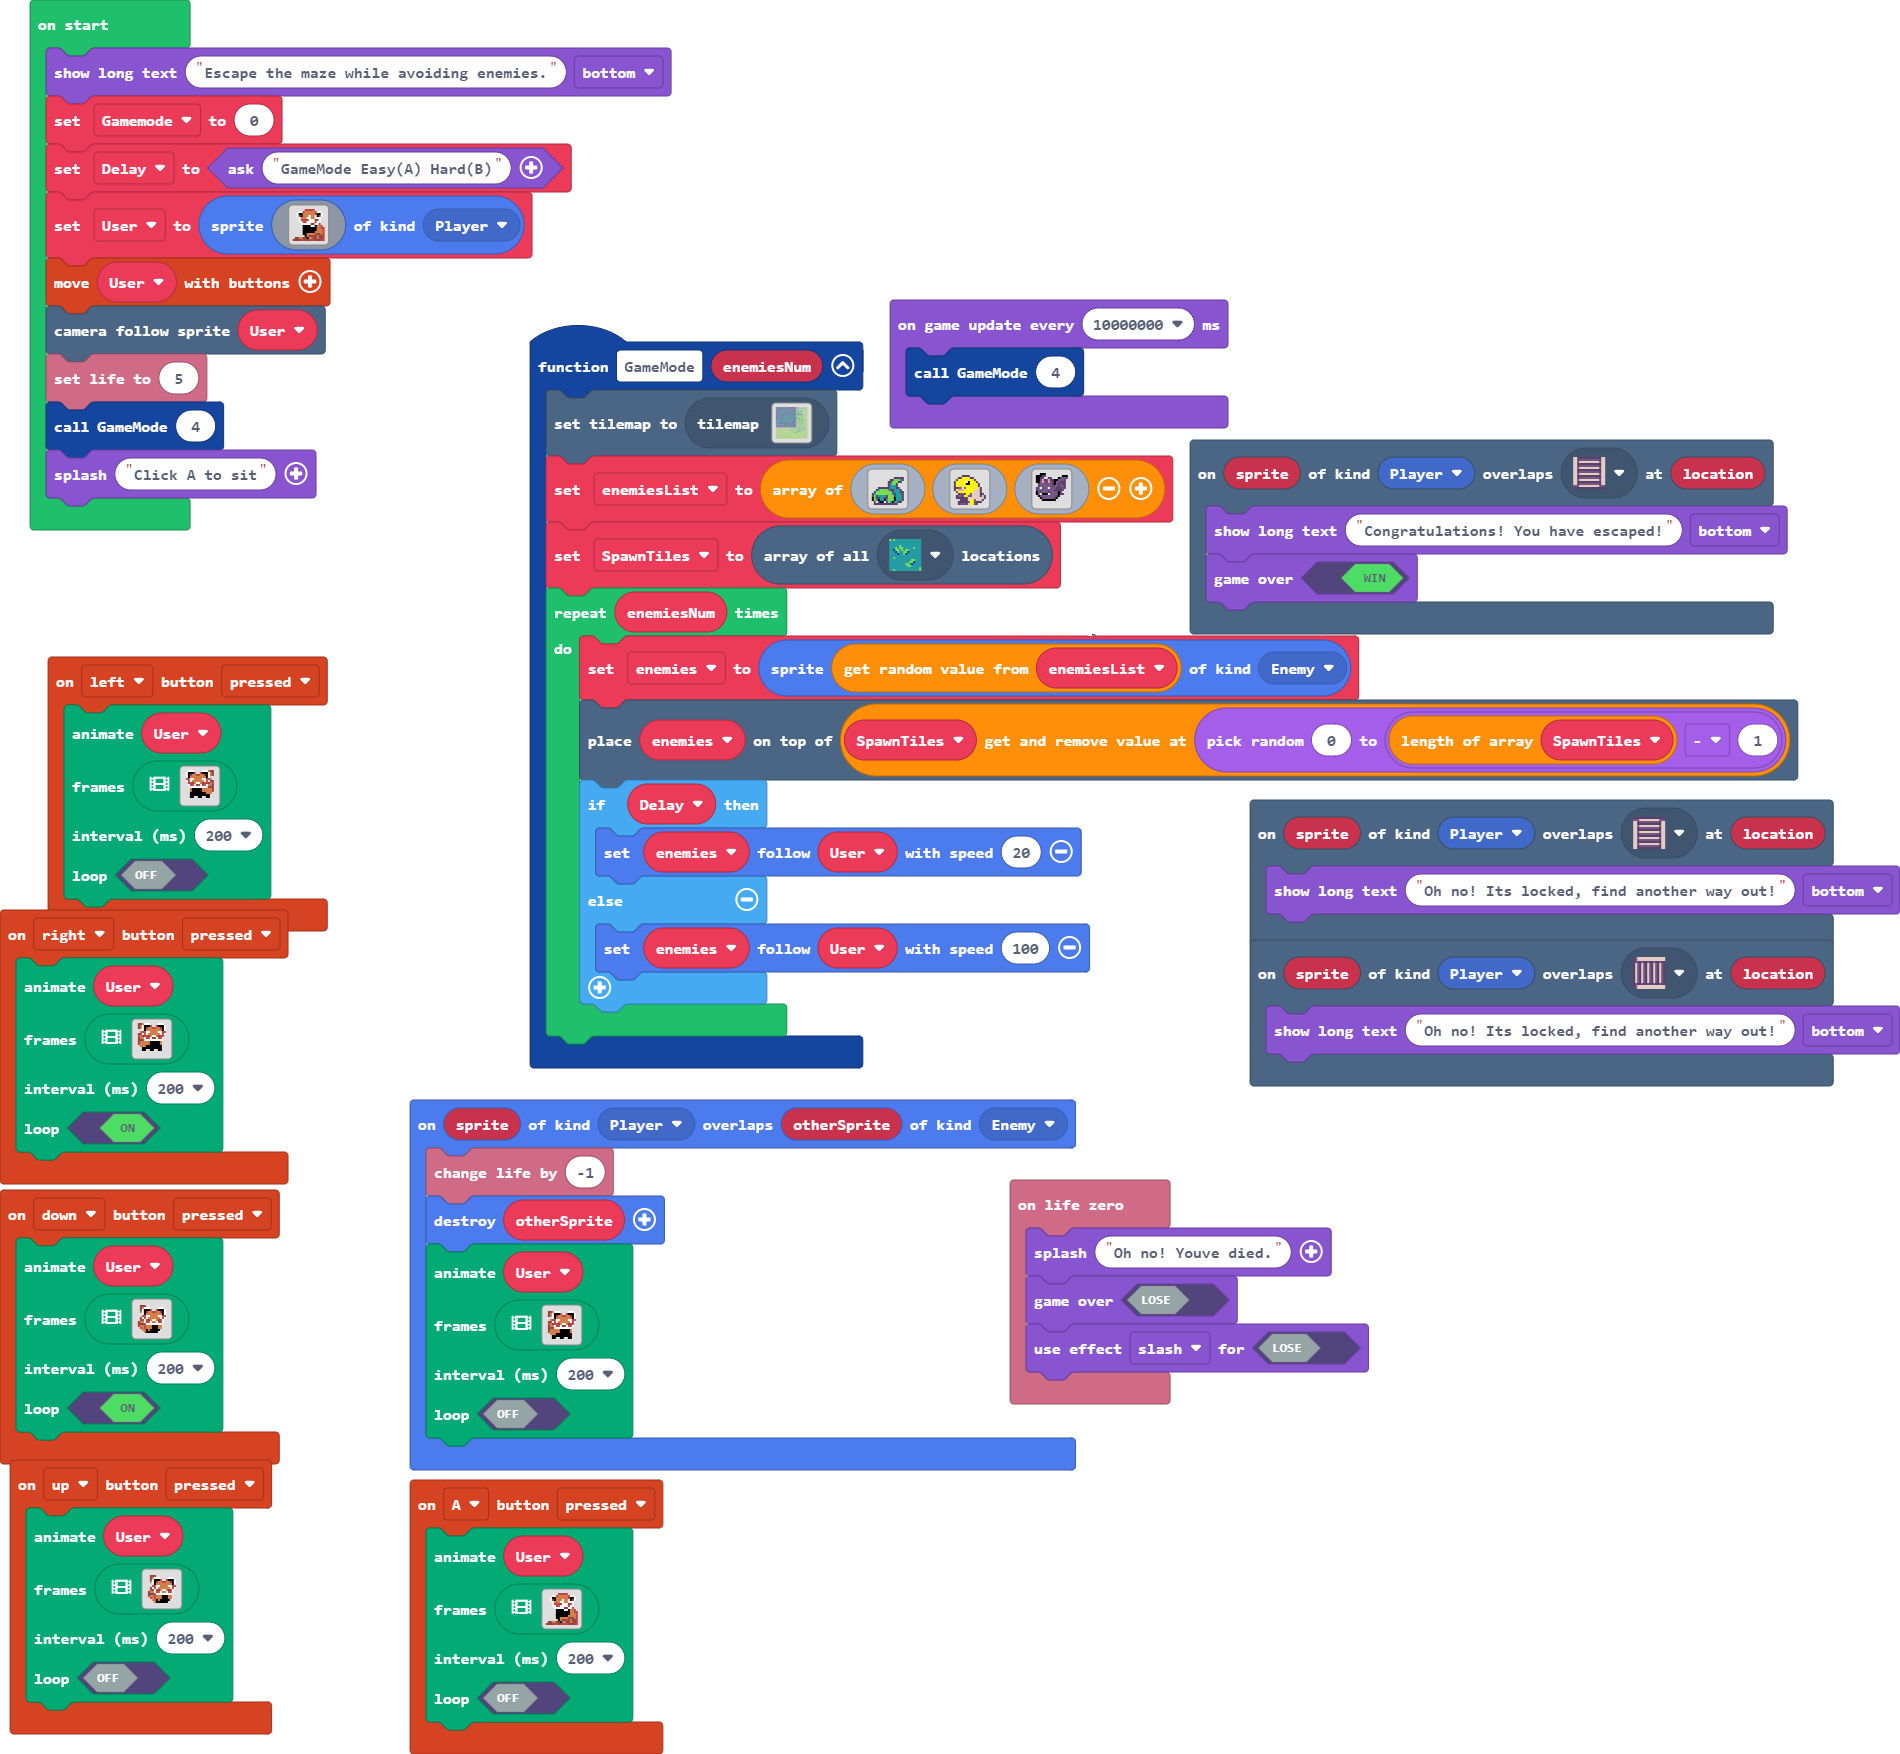 on start
show long text "Escape the maze while avoiding enemies." bottom
set Gamemode to 0
set Delay to ask "GameMode Easy(A) Hard(B)"
set User to sprite of kind Player
move User with buttons
camera follow sprite User
set life to 5
call GameMode 4
splash "Click A to sit"
on game update every 10000000 ms
call GameMode 4
function GameMode enemiesNum
set tilemap to tilemap
set enemiesList to array of
set SpawnTiles to array of all locations
repeat enemiesNum times
do
set enemies to sprite get random value from enemiesList of kind Enemy
place enemies on top of SpawnTiles get and remove value at pick random 0 to length of array SpawnTiles - 1
if Delay then
set enemies follow User with speed 20
else
set enemies follow User with speed 100
on sprite of kind Player overlaps at location
show long text "Congratulations! You have escaped!" bottom
game over WIN
on sprite of kind Player overlaps at location
show long text "Oh no! Its locked, find another way out!" bottom
on sprite of kind Player overlaps at location
show long text "Oh no! Its locked, find another way out!" bottom
on left button pressed
animate User
frames
interval (ms) 200
loop OFF
on right button pressed
animate User
frames
interval (ms) 200
loop ON
on down button pressed
animate User
frames
interval (ms) 200
loop ON
on up button pressed
animate User
frames
interval (ms) 200
loop OFF
on sprite of kind Player overlaps otherSprite of kind Enemy
change life by -1
destroy otherSprite
animate User
frames
interval (ms) 200
loop OFF
on A button pressed
animate User
frames
interval (ms) 200
loop OFF
on life zero
splash "Oh no! Youve died."
game over LOSE
use effect slash for LOSE